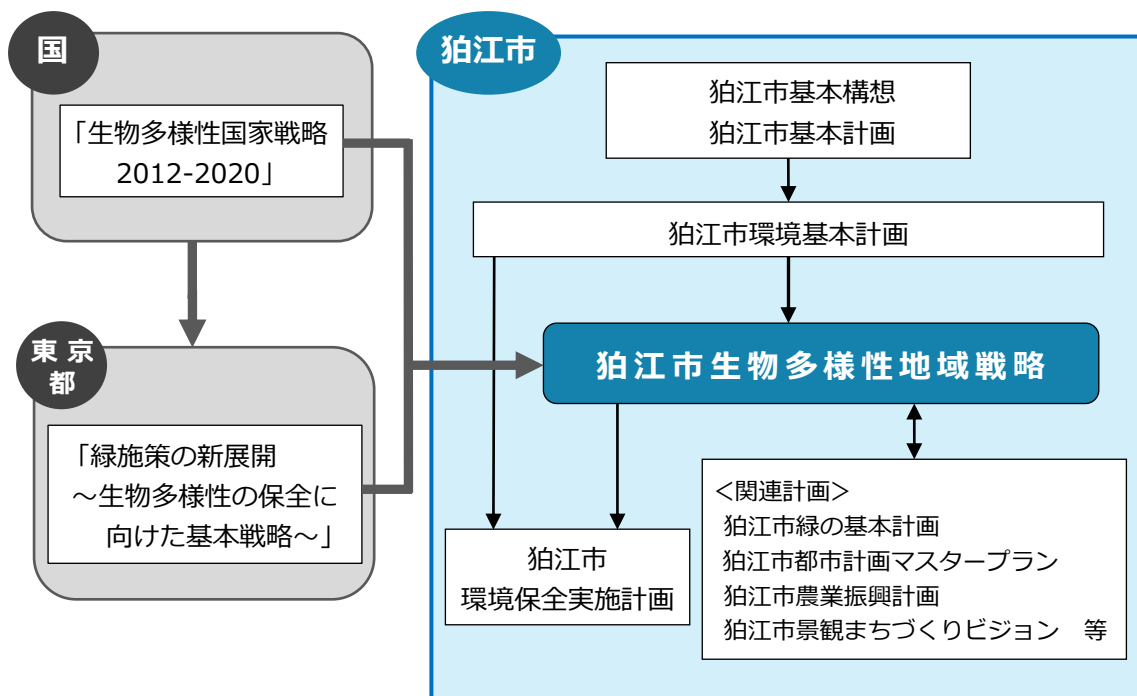 国
「生物多様性国家戦略
2012-2020」
東京
都
「緑施策の新展開
～生物多様性の保全に
向けた基本戦略～」
狛江市
狛江市基本構想
狛江市基本計画
狛江市環境基本計画
狛江市生物多様性地域戦略
狛江市
環境保全実施計画
＜関連計画＞
狛江市緑の基本計画
狛江市都市計画マスタープラン
狛江市農業振興計画
狛江市景観まちづくりビジョン　等